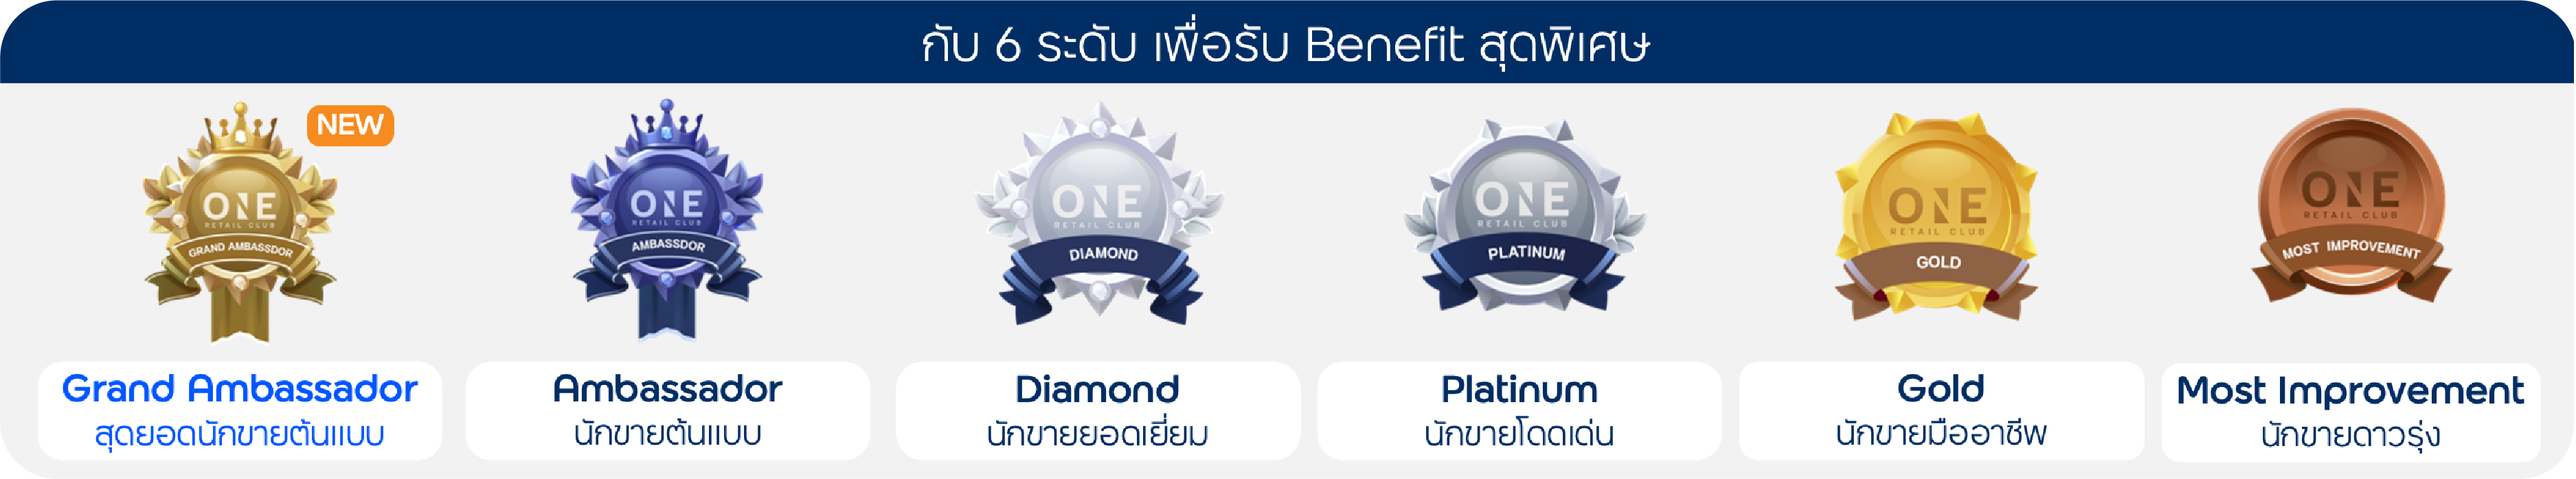 กับ 6 ระดับ เพื่อรับ Benefit สุดพิเศษ
NEW
ONE
RETAIL CLUB
GRAND AMBASSDOR
Grand Ambassador
สุดยอดนักขายต้นแบบ
ONE
RETAIL CLUB
AMBASSDOR
Ambassador
นักขายต้นแบบ
ONE
RETAIL CLUB
DIAMOND
Diamond
นักขายยอดเยี่ยม
ONE
RETAIL CLUB
PLATINUM
Platinum
นักขายโดดเด่น
ONE
RETAIL CLUB
GOLD
Gold
นักขายมืออาชีพ
ONE
RETAIL CLUB
MOST IMPROVEMENT
Most Improvement
นักขายดาวรุ่ง